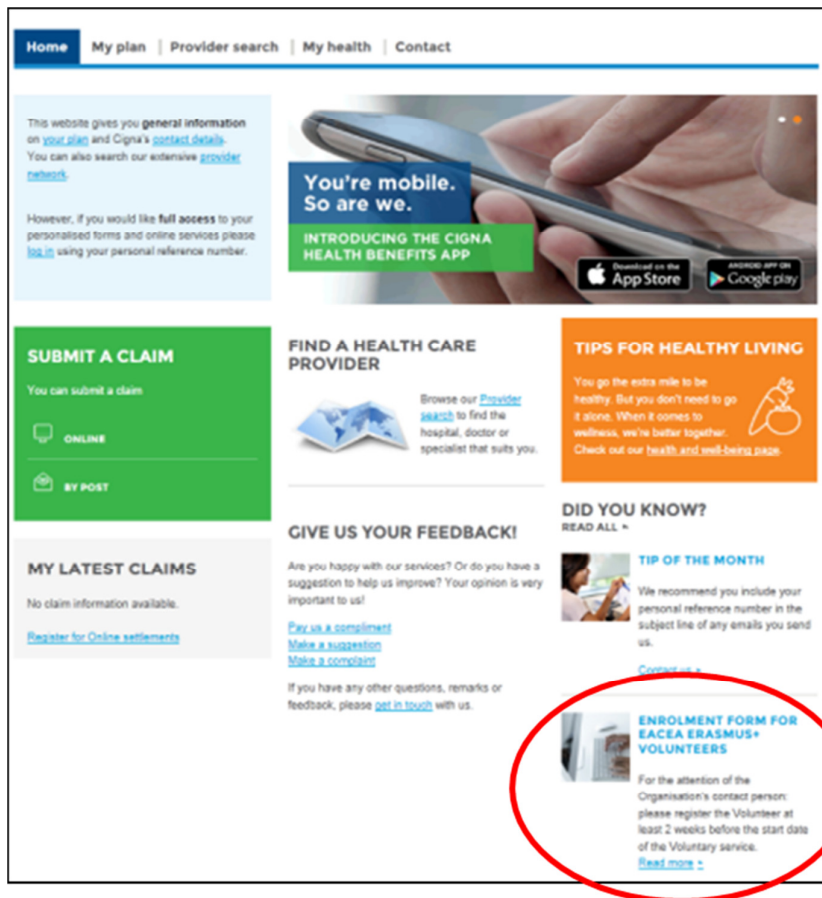 Home
My plan
Provider search
My health
Contact
This website gives you general information
on your plan and Cigna's contact details.
You can also search our extensive provider
network.
However, if you would like full access to your
personalised forms and online services please
log in using your personal reference number.
You're mobile.
So are we.
INTRODUCING THE CIGNA
HEALTH BENEFITS APP
Download on the
App Store
ANDROID APP ON
Google play
SUBMIT A CLAIM
You can submit a claim
ONLINE
BY POST
MY LATEST CLAIMS
No claim information available.
Register for Online settlements
FIND A HEALTH CARE
PROVIDER
Browse our Provider
search to find the
hospital, doctor or
specialist that suits you.
GIVE US YOUR FEEDBACK!
Are you happy with our services? Or do you have a
suggestion to help us improve? Your opinion is very
important to us!
Pay us a compliment
Make a suggestion
Make a complaint
If you have any other questions, remarks or
feedback, please get in touch with us.
TIPS FOR HEALTHY LIVING
You go the extra mile to be
healthy. But you don't need to go
it alone. When it comes to
wellness, we're better together.
Check out our health and well-being page.
DID YOU KNOW?
READ ALL
TIP OF THE MONTH
We recommend you include your
personal reference number in the
subject line of any emails you send
us.
Contact us
ENROLMENT FORM FOR
EACEA ERASMUS+
VOLUNTEERS
For the attention of the
Organisation's contact person:
please register the Volunteer at
least 2 weeks before the start date
of the Voluntary service.
Read more